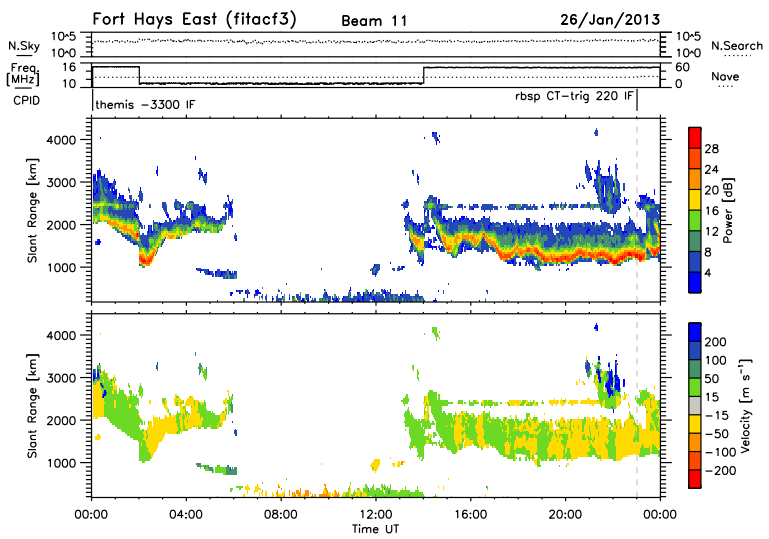 Fort Hays East (fitacf3) Beam 11 26/Jan/2013
N.Sky 10^5 10^0 10^5 10^0 N.Search
Freq. [MHz] 16 10 60 0 Nave
CPID themis -3300 IF rbsp CT-trig 220 IF
Slant Range [km] 4000 3000 2000 1000
Power [dB] 28 24 20 16 12 8 4
Slant Range [km] 4000 3000 2000 1000
Velocity [m s⁻¹] 200 100 50 15 -15 -50 -100 -200
00:00 04:00 08:00 12:00 16:00 20:00 00:00
Time UT